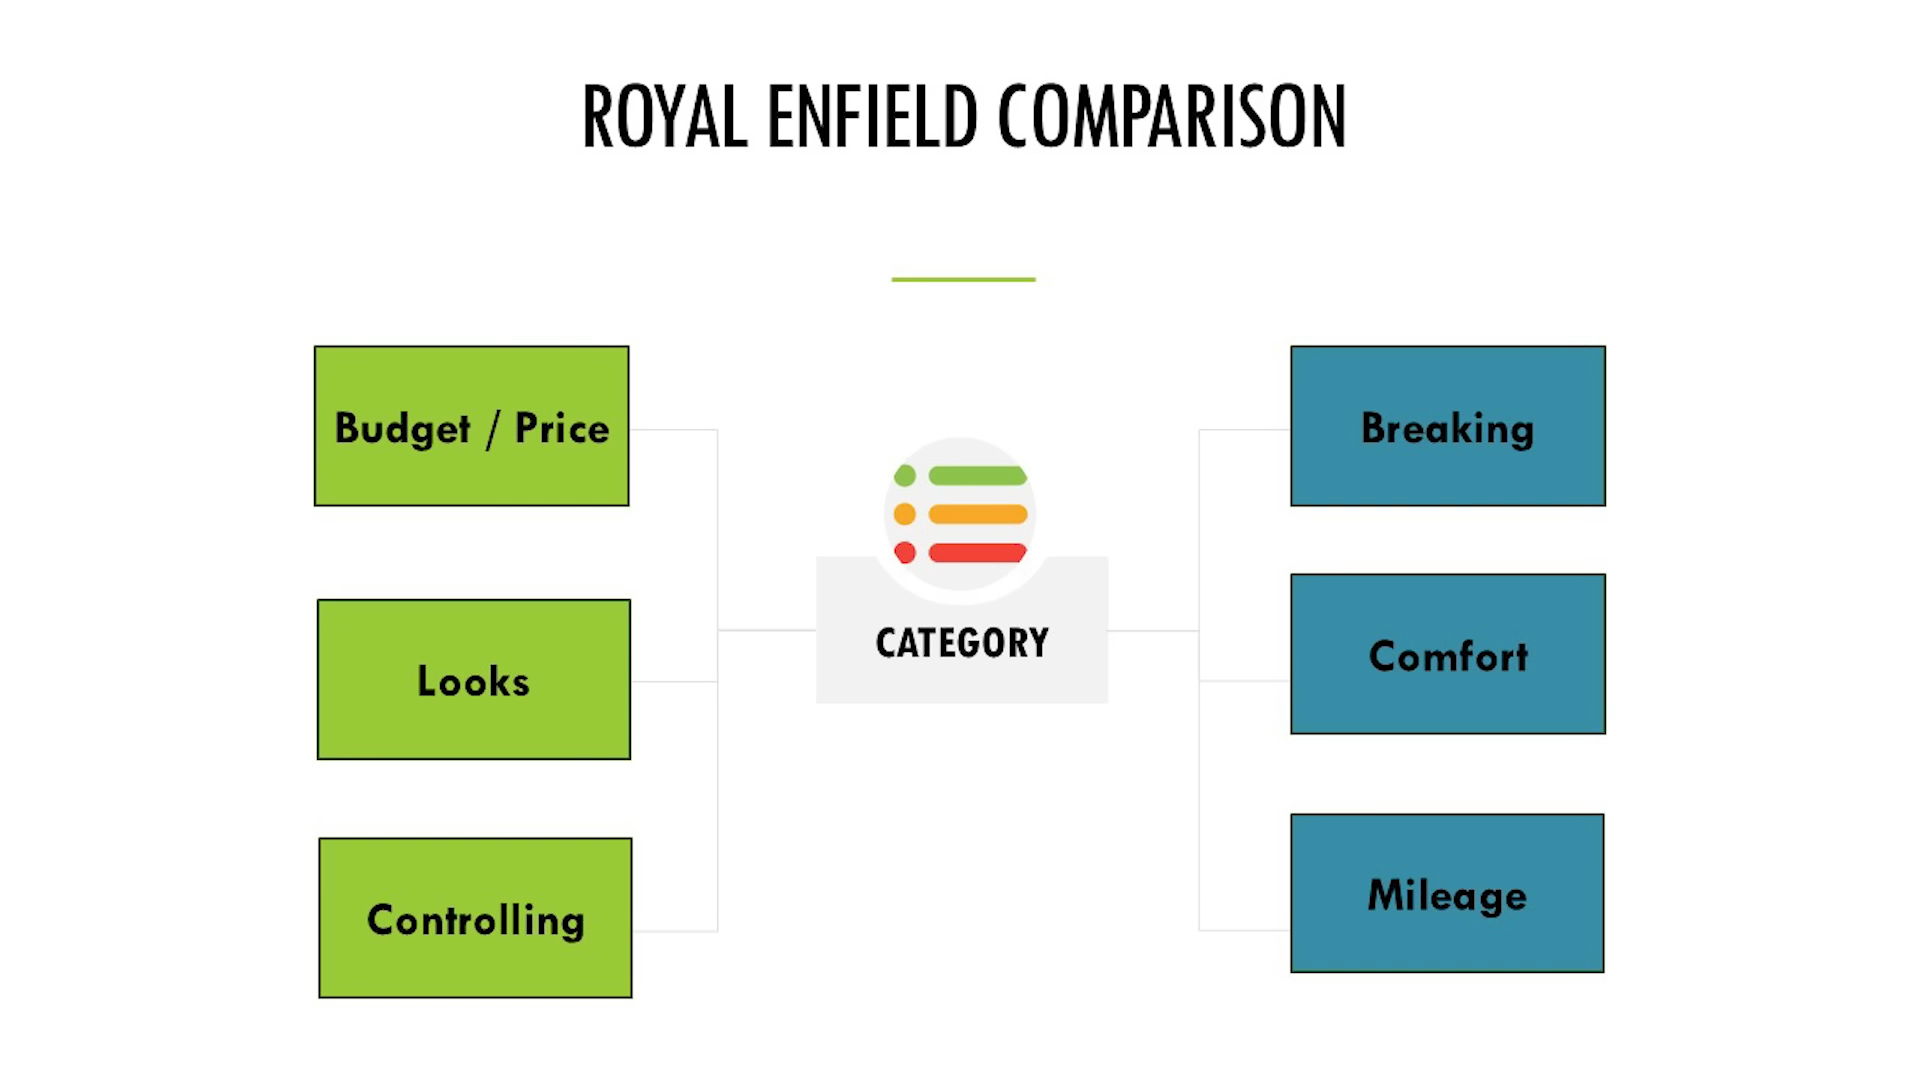 ROYAL ENFIELD COMPARISON
Budget / Price
Looks
Controlling
CATEGORY
Breaking
Comfort
Mileage